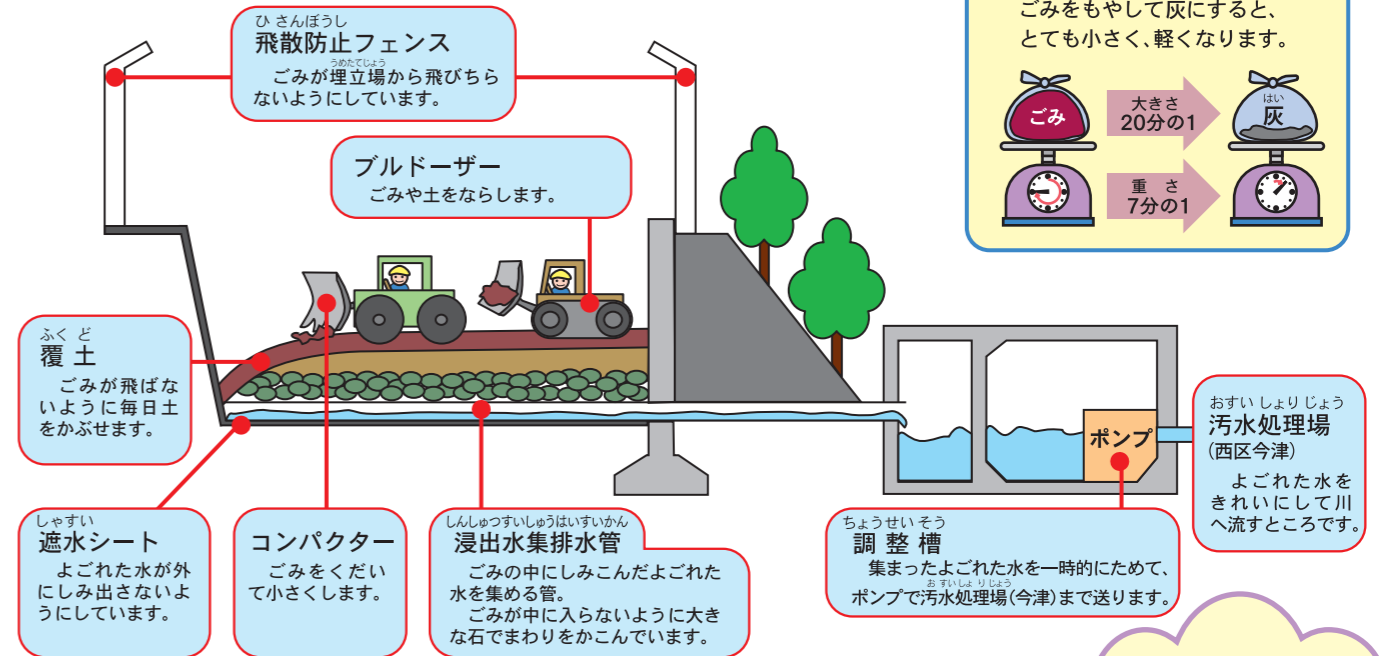 ひさんぼうし
飛散防止フェンス
うめたてじょう
ごみが埋立場から飛びちら
ないようにしています。
ブルドーザー
ごみや土をならします。
ごみをもやして灰にすると、
とても小さく、軽くなります。
ごみ
大きさ
20分の1
はい
灰
重さ
7分の1
ふくど
覆土
ごみが飛ばな
いように毎日土
をかぶせます。
しゃすい
遮水シート
よごれた水が外
にしみ出さないよ
うにしています。
コンパクター
ごみをくだい
て小さくします。
しんしゅつすいしゅうはいすいかん
浸出水集排水管
ごみの中にしみこんだよごれた
水を集める管。
ごみが中に入らないように大き
な石でまわりをかこんでいます。
ポンプ
ちょうせいそう
調整槽
集まったよごれた水を一時的にためて、
おすいしょりじょう
ポンプで汚水処理場(今津)まで送ります。
おすいしょりじょう
汚水処理場
(西区今津)
よごれた水を
きれいにして川
へ流すところです。